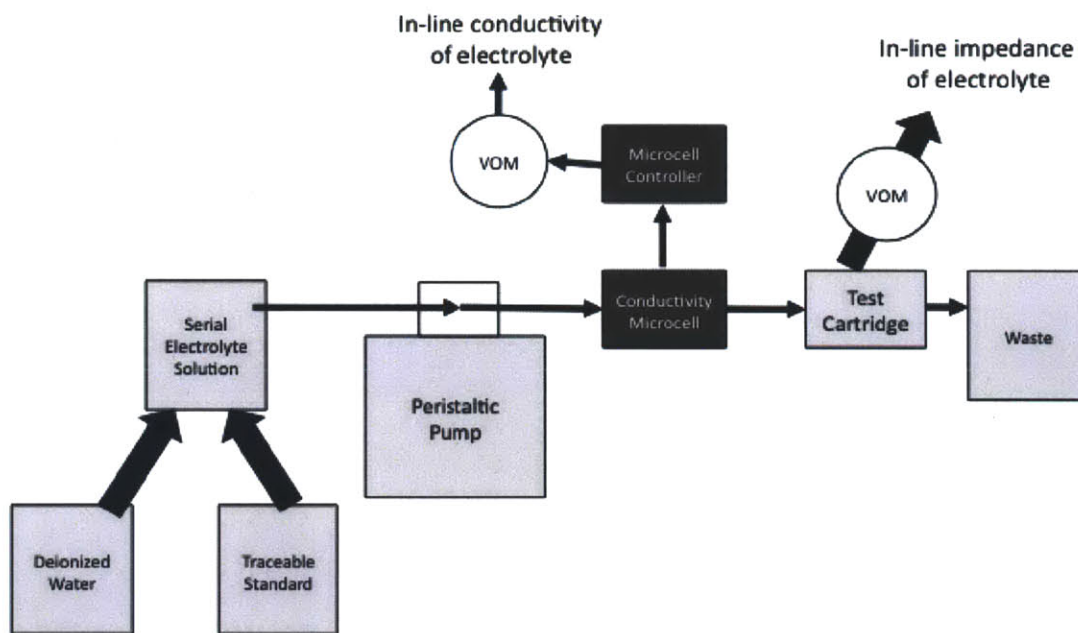 In-line conductivity
of electrolyte
In-line impedance
of electrolyte
VOM
Microcell
Controller
VOM
Serial
Electrolyte
Solution
Conductivity
Microcell
Test
Cartridge
Waste
Peristaltic
Pump
Deionized
Water
Traceable
Standard